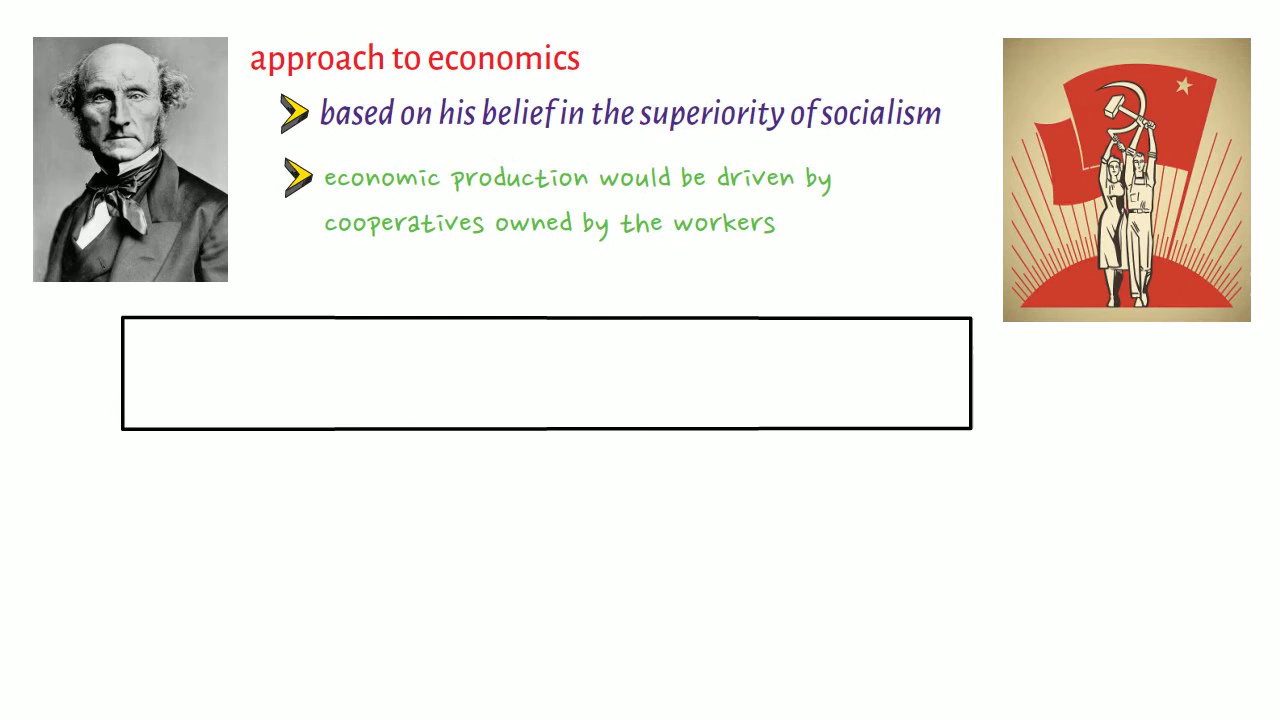 approach to economics
based on his belief in the superiority of socialism
economic production would be driven by
cooperatives owned by the workers